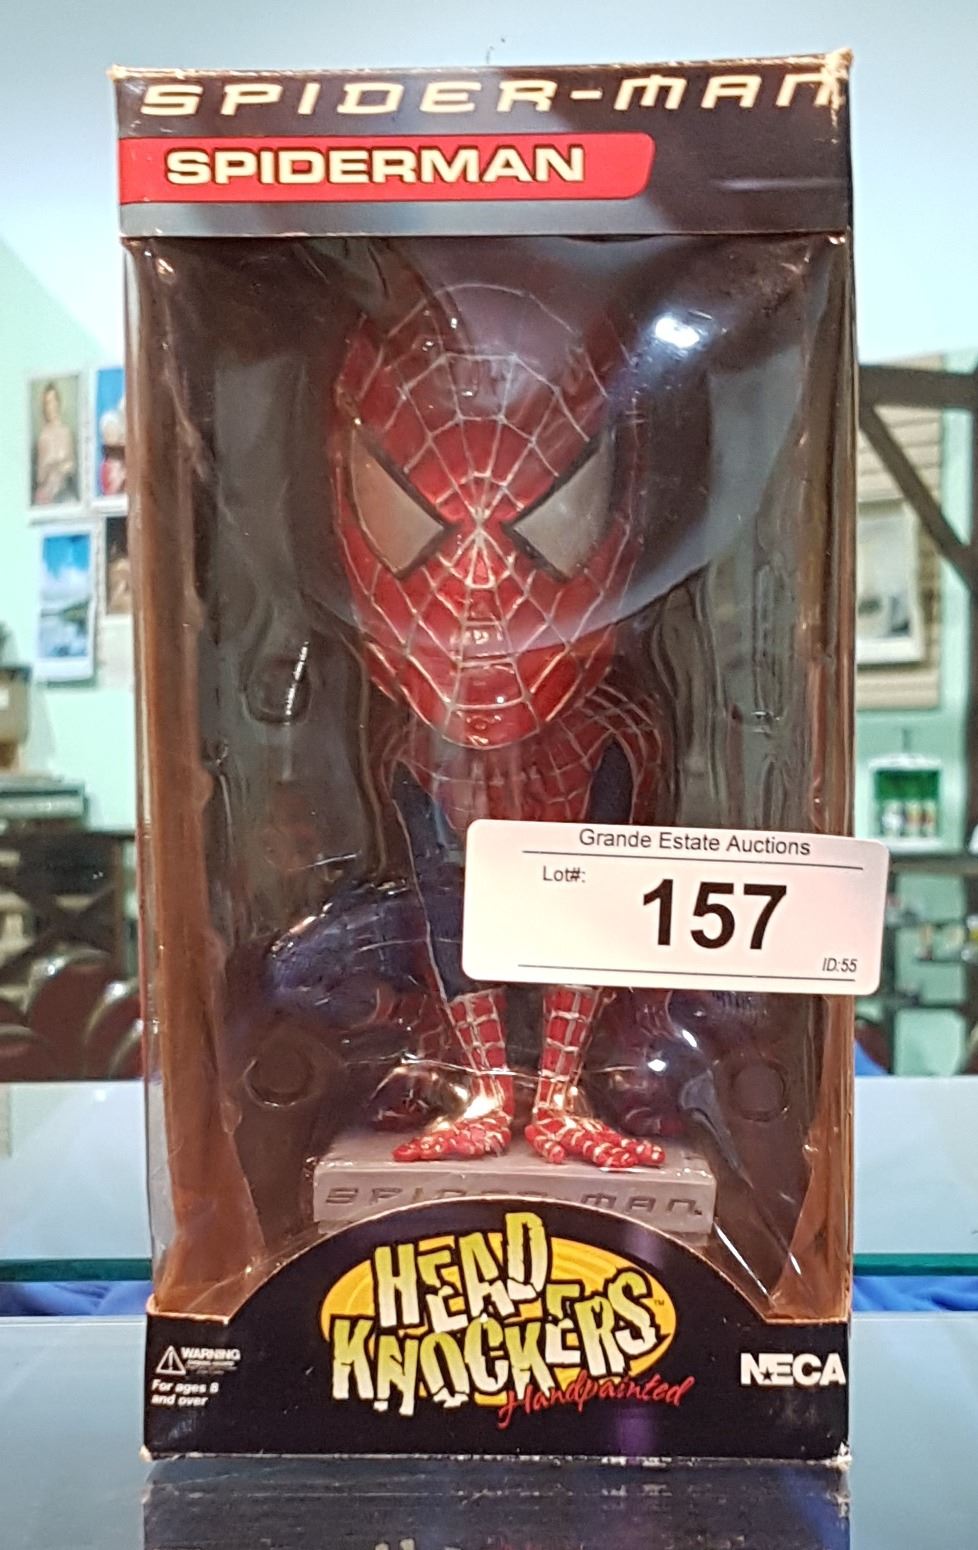 SPIDER-MAN
SPIDERMAN
Grande Estate Auctions
Lot#:
157
ID:55
SPIDER-MAN
HEAD
KNOCKERS™
Handpainted
WARNING
For ages 8
and over
NECA